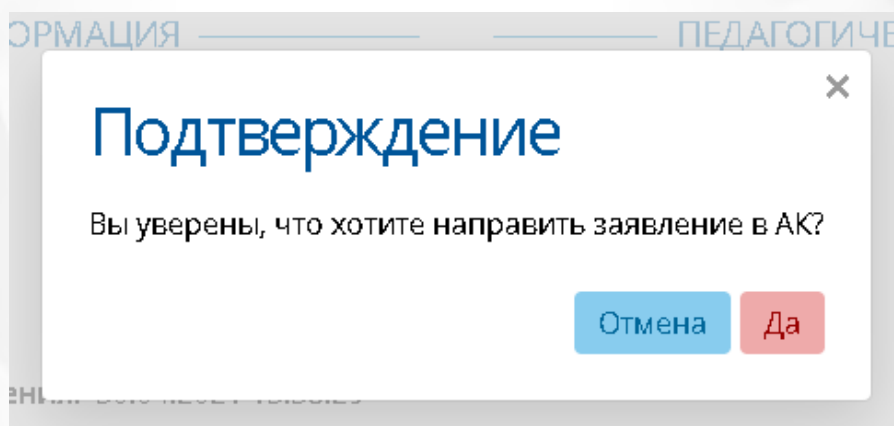 ОРМАЦИЯ ПЕДАГОГИЧЕ
×
Подтверждение
Вы уверены, что хотите направить заявление в АК?
Отмена Да